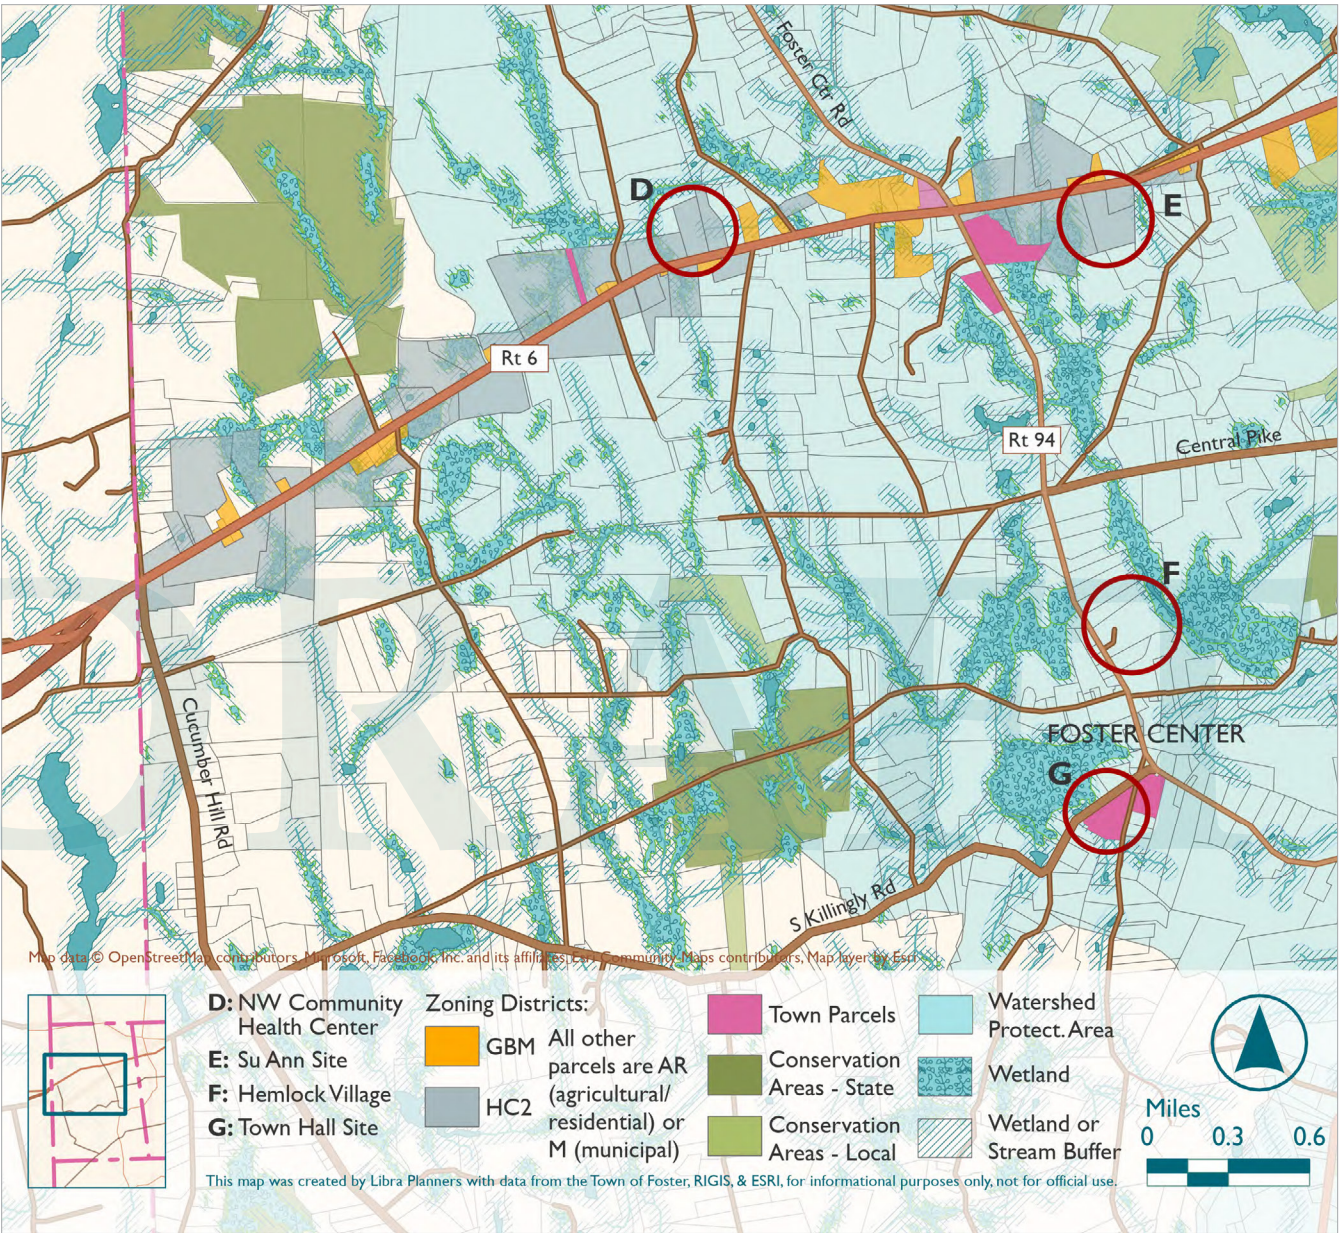 Foster Ctr Rd
D
E
Rt 6
Rt 94
Central Pike
F
Cucumber Hill Rd
FOSTER CENTER
G
S Killingly Rd
DRAFT
Map data © OpenStreetMap contributors, Microsoft, Facebook, Inc. and its affiliates, Esri Community Maps contributors, Map layer by Esri
D: NW Community
Health Center
E: Su Ann Site
F: Hemlock Village
G: Town Hall Site
Zoning Districts:
GBM
HC2
All other
parcels are AR
(agricultural/
residential) or
M (municipal)
Town Parcels
Conservation
Areas - State
Conservation
Areas - Local
Watershed
Protect. Area
Wetland
Wetland or
Stream Buffer
Miles
0 0.3 0.6
This map was created by Libra Planners with data from the Town of Foster, RIGIS, & ESRI, for informational purposes only, not for official use.